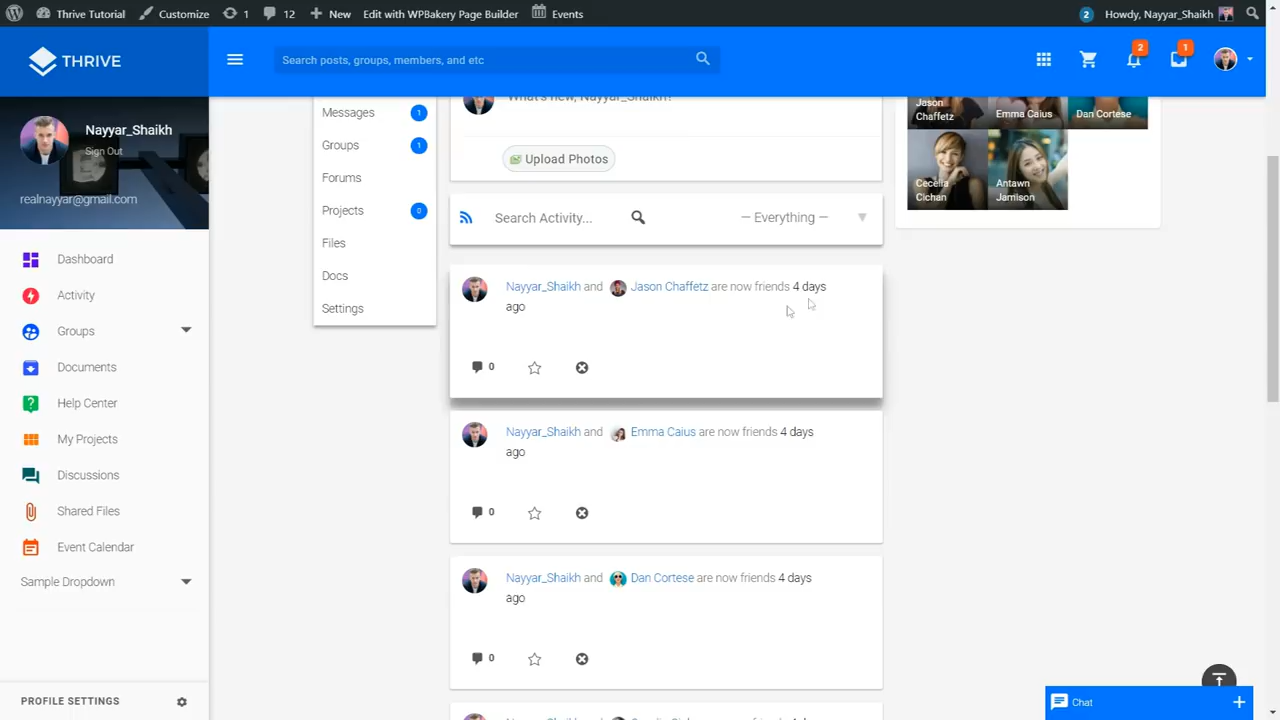 Thrive Tutorial Customize 1 12 New Edit with WPBakery Page Builder Events 2 Howdy, Nayyar_Shaikh
THRIVE
Search posts, groups, members, and etc
2
1
Nayyar_Shaikh
Sign Out
realnayyar@gmail.com
Dashboard
Activity
Groups
Documents
Help Center
My Projects
Discussions
Shared Files
Event Calendar
Sample Dropdown
PROFILE SETTINGS
Messages 1
Groups 1
Forums
Projects 0
Files
Docs
Settings
What's new, Nayyar_Shaikh?
Upload Photos
Search Activity... — Everything —
Nayyar_Shaikh and Jason Chaffetz are now friends 4 days
ago
0
Nayyar_Shaikh and Emma Caius are now friends 4 days
ago
0
Nayyar_Shaikh and Dan Cortese are now friends 4 days
ago
0
Jason
Chaffetz
Emma Caius
Dan Cortese
Cecelia
Cichan
Antawn
Jamison
Chat